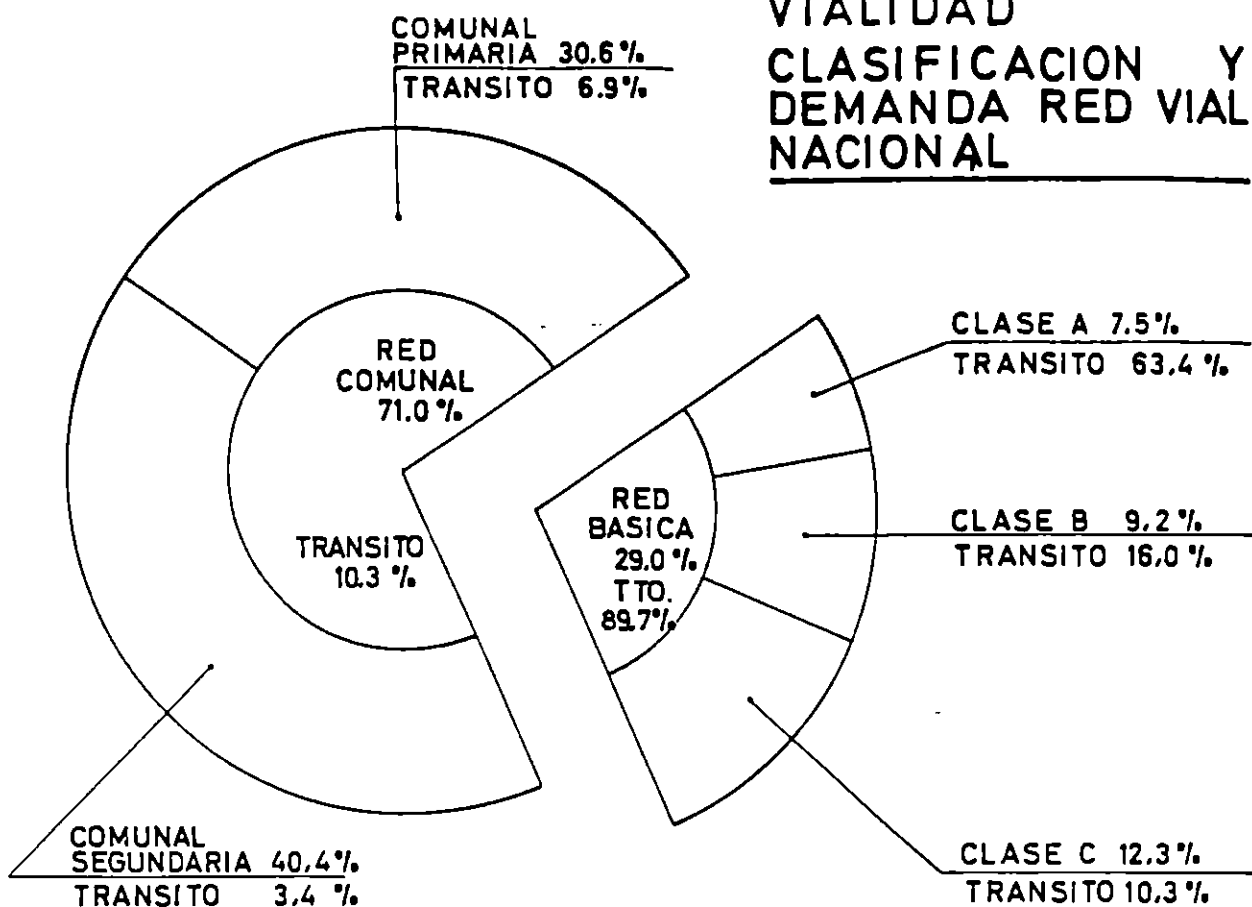 VIALIDAD
CLASIFICACION Y
DEMANDA RED VIAL
NACIONAL
COMUNAL
PRIMARIA 30.6%
TRANSITO 6.9%
RED
COMUNAL
71.0%
TRANSITO
10.3 %
RED
BASICA
29.0 %
TTO.
89.7%
CLASE A 7.5%
TRANSITO 63.4 %
CLASE B 9.2%
TRANSITO 16.0 %
CLASE C 12.3%
TRANSITO 10.3%
COMUNAL
SEGUNDARIA 40.4%
TRANSITO 3.4 %